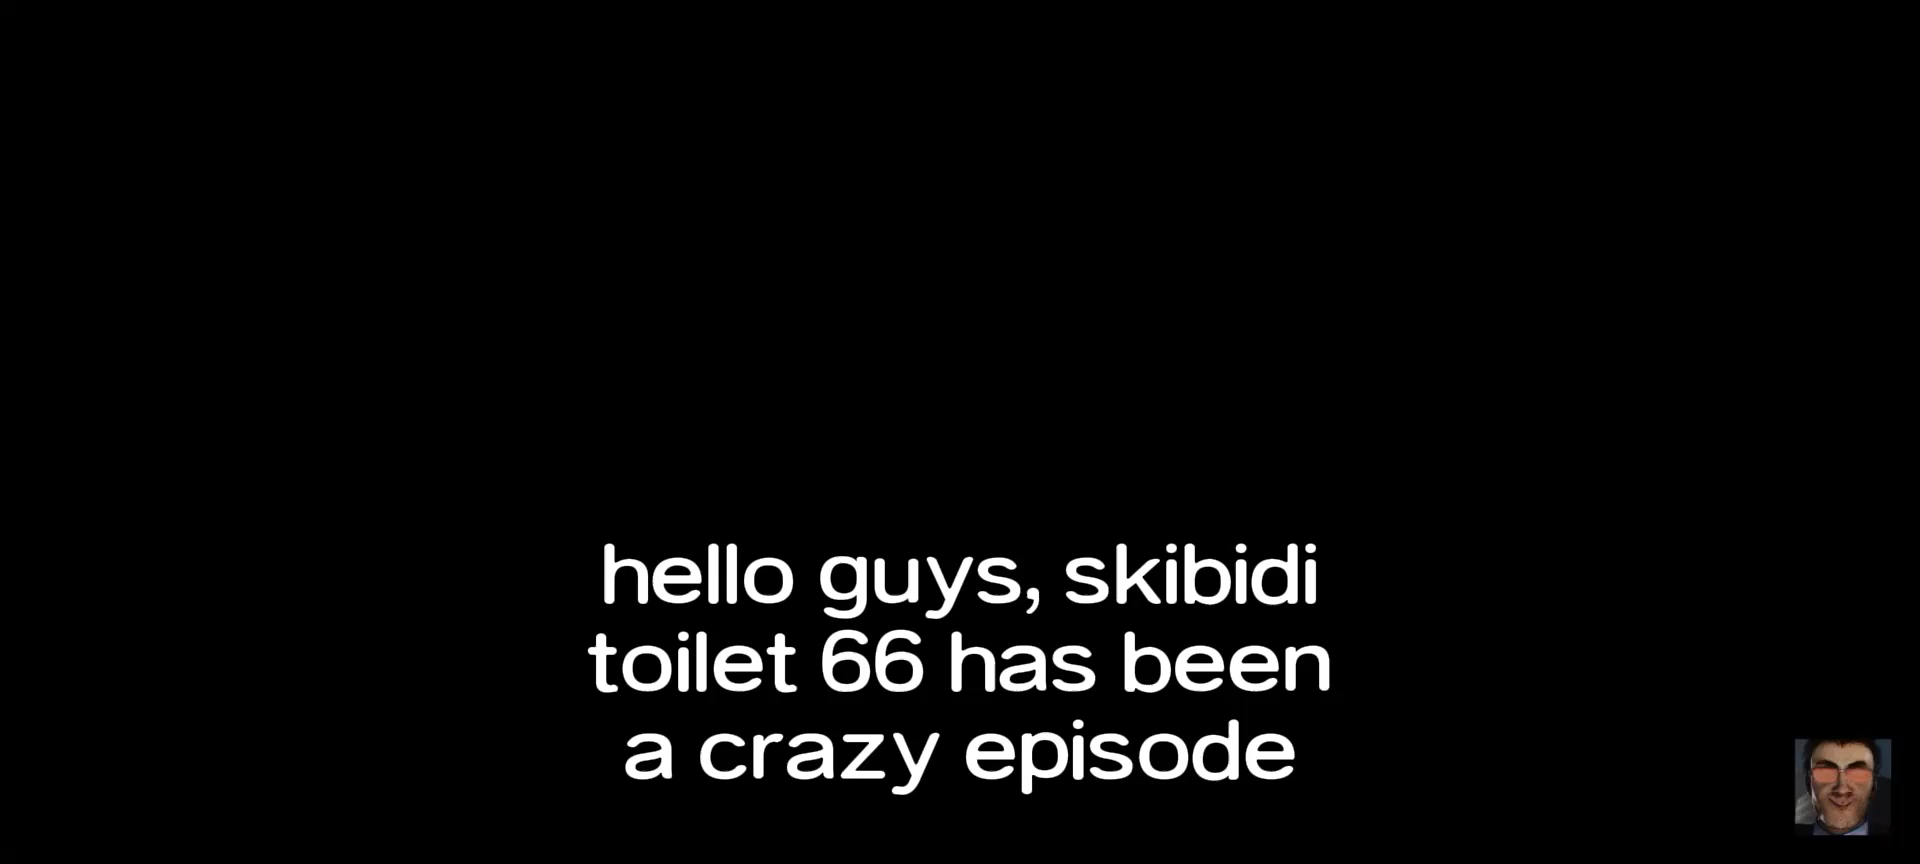 hello guys, skibidi
toilet 66 has been
a crazy episode